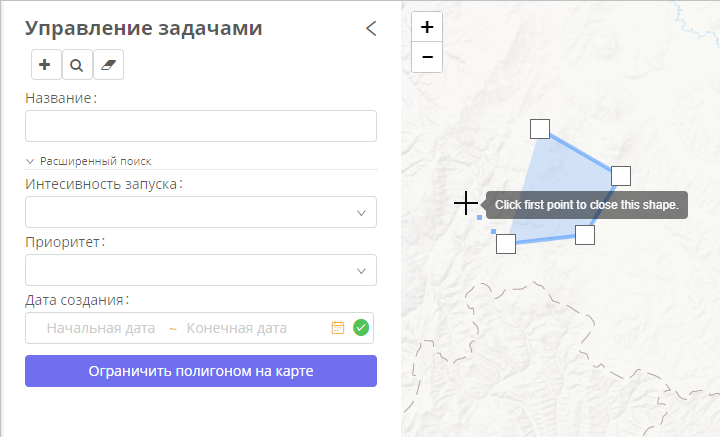 Управление задачами
Название:
Расширенный поиск
Интесивность запуска:
Приоритет:
Дата создания:
Начальная дата ~ Конечная дата
Ограничить полигоном на карте
+
−
Click first point to close this shape.